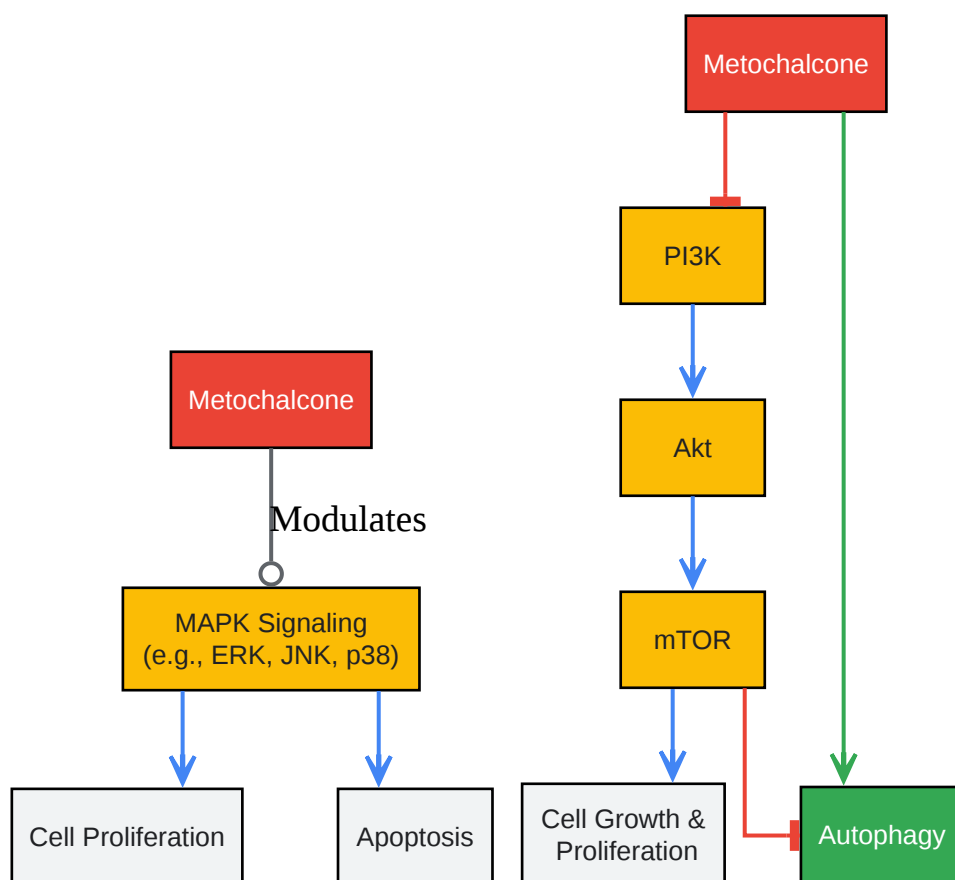 Metochalcone
PI3K
Akt
mTOR
Cell Growth &
Proliferation
Autophagy
Metochalcone
Modulates
MAPK Signaling
(e.g., ERK, JNK, p38)
Cell Proliferation
Apoptosis